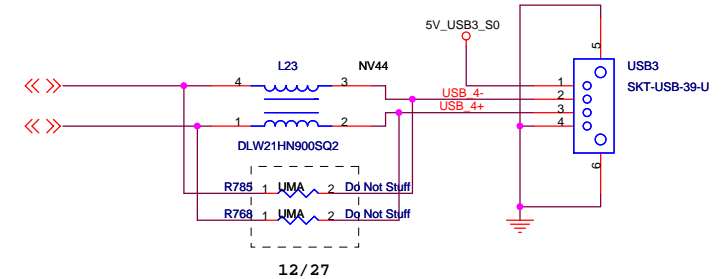 5V_USB3_S0
5
L23
NV44
USB3
4
3
1
SKT-USB-39-U
USB_4-
2
USB_4+
3
1
2
4
DLW21HN900SQ2
6
R785
1
UMA
2
Do Not Stuff
R768
1
UMA
2
Do Not Stuff
12/27